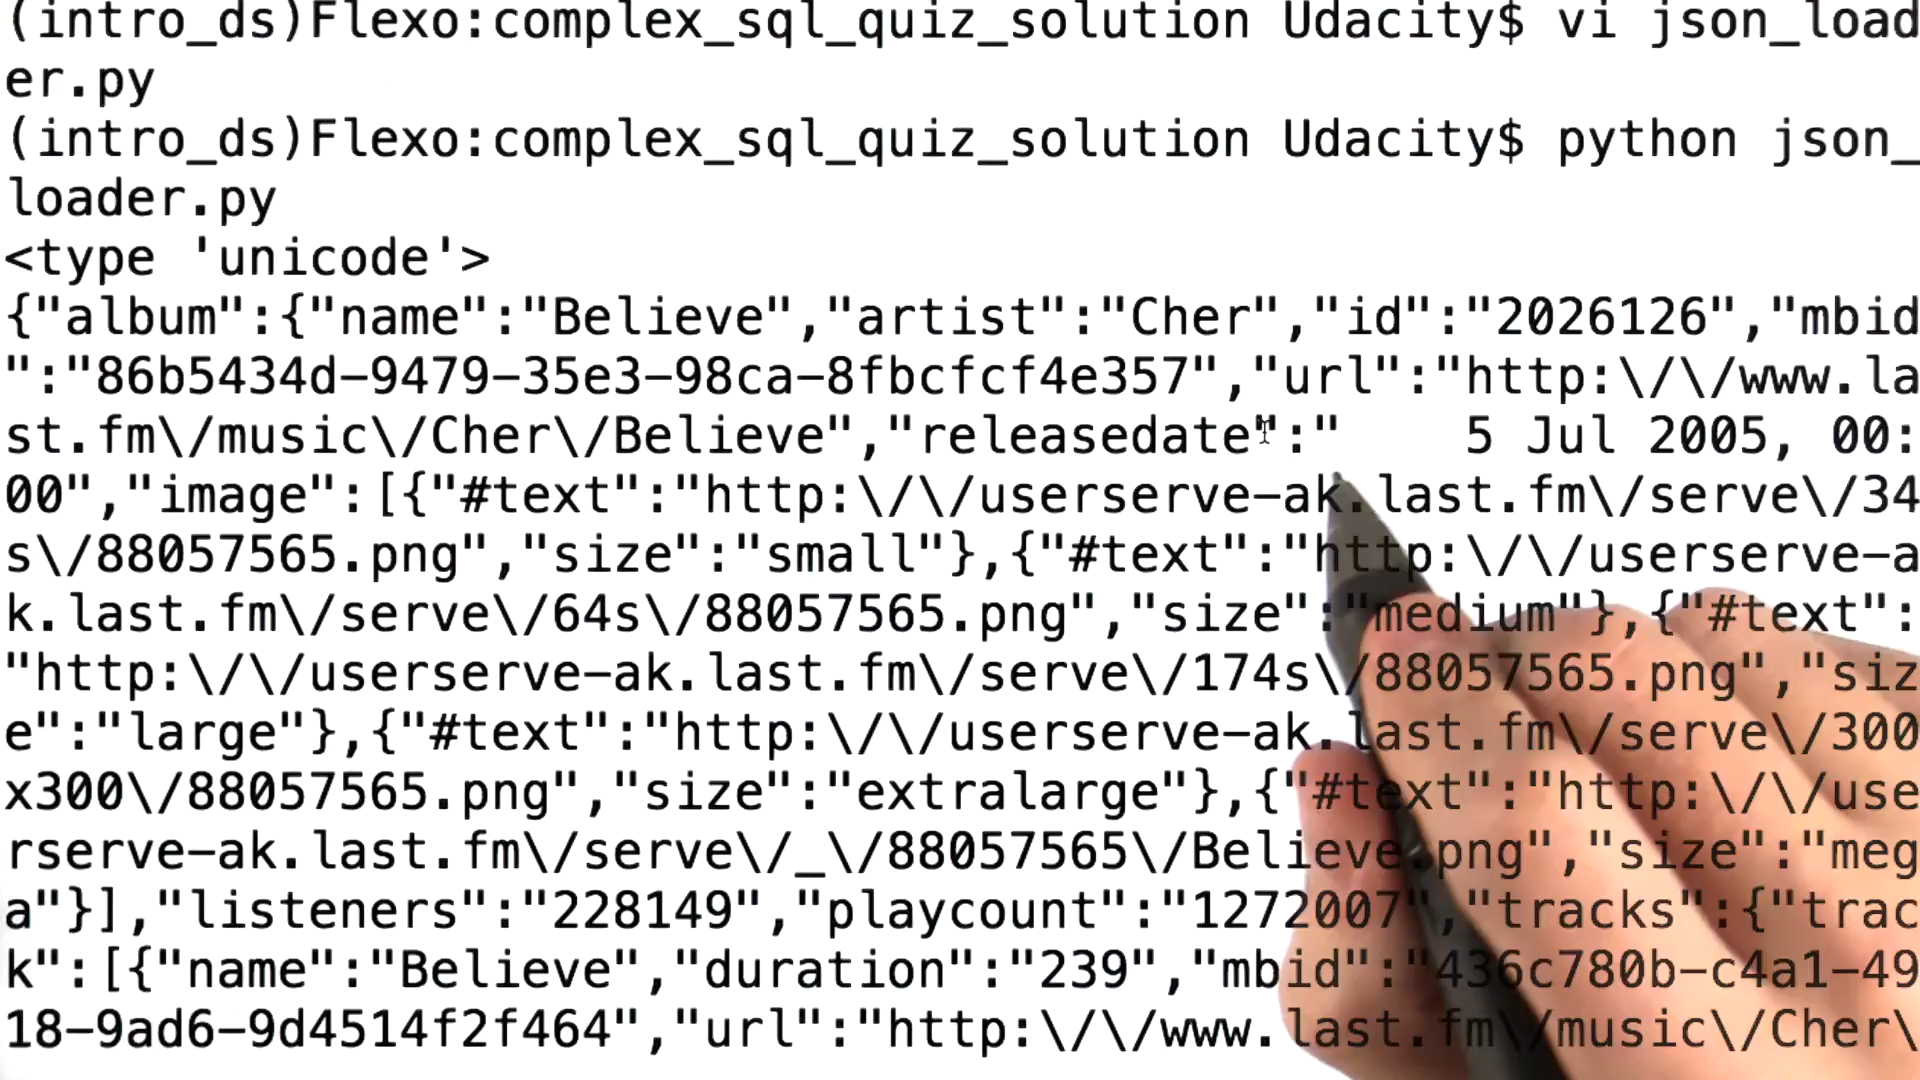 (intro_ds)Flexo:complex_sql_quiz_solution Udacity$ vi json_load
er.py
(intro_ds)Flexo:complex_sql_quiz_solution Udacity$ python json_
loader.py
<type 'unicode'>
{"album":{"name":"Believe","artist":"Cher","id":"2026126","mbid
":"86b5434d-9479-35e3-98ca-8fbcfcf4e357","url":"http:\/\/www.la
st.fm\/music\/Cher\/Believe","releasedate":"    5 Jul 2005, 00:
00","image":[{"#text":"http:\/\/userserve-ak.last.fm\/serve\/34
s\/88057565.png","size":"small"},{"#text":"http:\/\/userserve-a
k.last.fm\/serve\/64s\/88057565.png","size":"medium"},{"#text":
"http:\/\/userserve-ak.last.fm\/serve\/174s\/88057565.png","siz
e":"large"},{"#text":"http:\/\/userserve-ak.last.fm\/serve\/300
x300\/88057565.png","size":"extralarge"},{"#text":"http:\/\/use
rserve-ak.last.fm\/serve\/_\/88057565\/Believe.png","size":"meg
a"}],"listeners":"228149","playcount":"1272007","tracks":{"trac
k":[{"name":"Believe","duration":"239","mbid":"436c780b-c4a1-49
18-9ad6-9d4514f2f464","url":"http:\/\/www.last.fm\/music\/Cher\